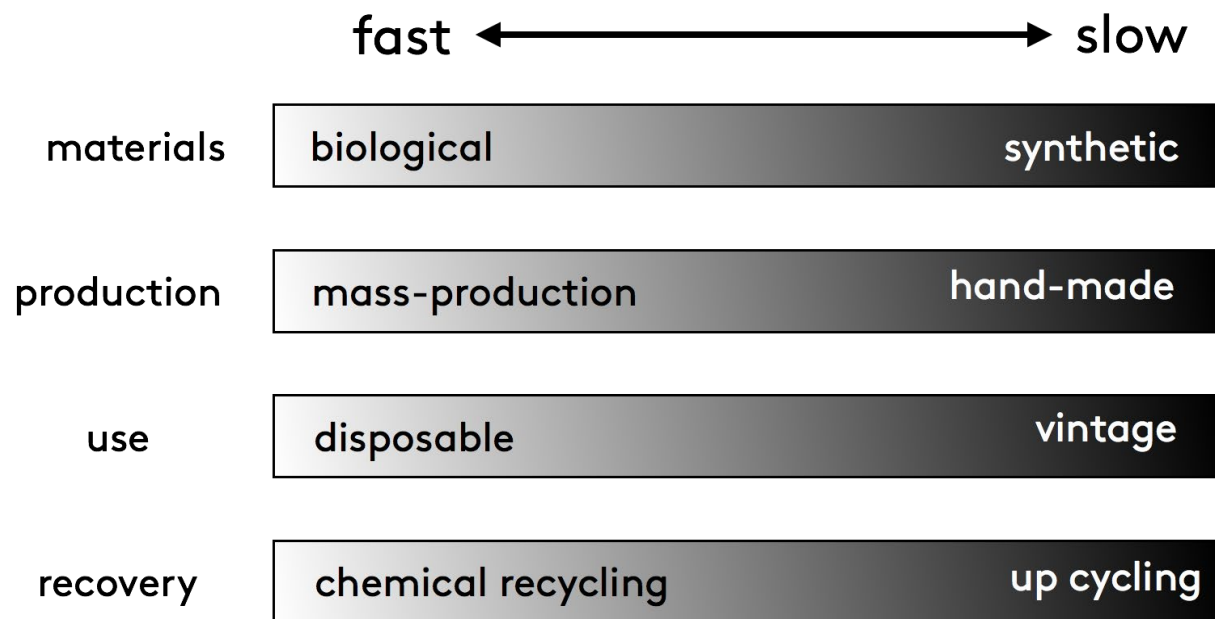 fast slow
materials biological synthetic
production mass-production hand-made
use disposable vintage
recovery chemical recycling up cycling